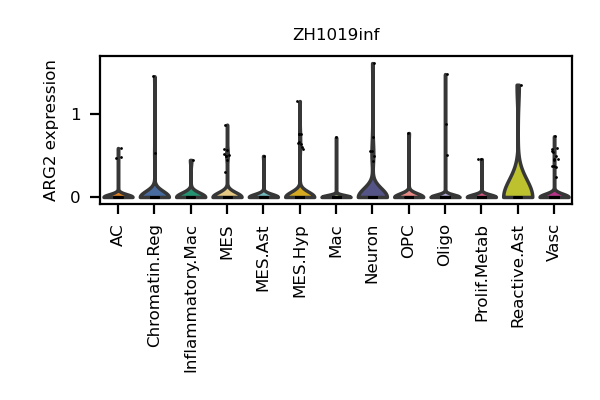 ZH1019inf
ARG2 expression
1
0
AC
Chromatin.Reg
Inflammatory.Mac
MES
MES.Ast
MES.Hyp
Mac
Neuron
OPC
Oligo
Prolif.Metab
Reactive.Ast
Vasc